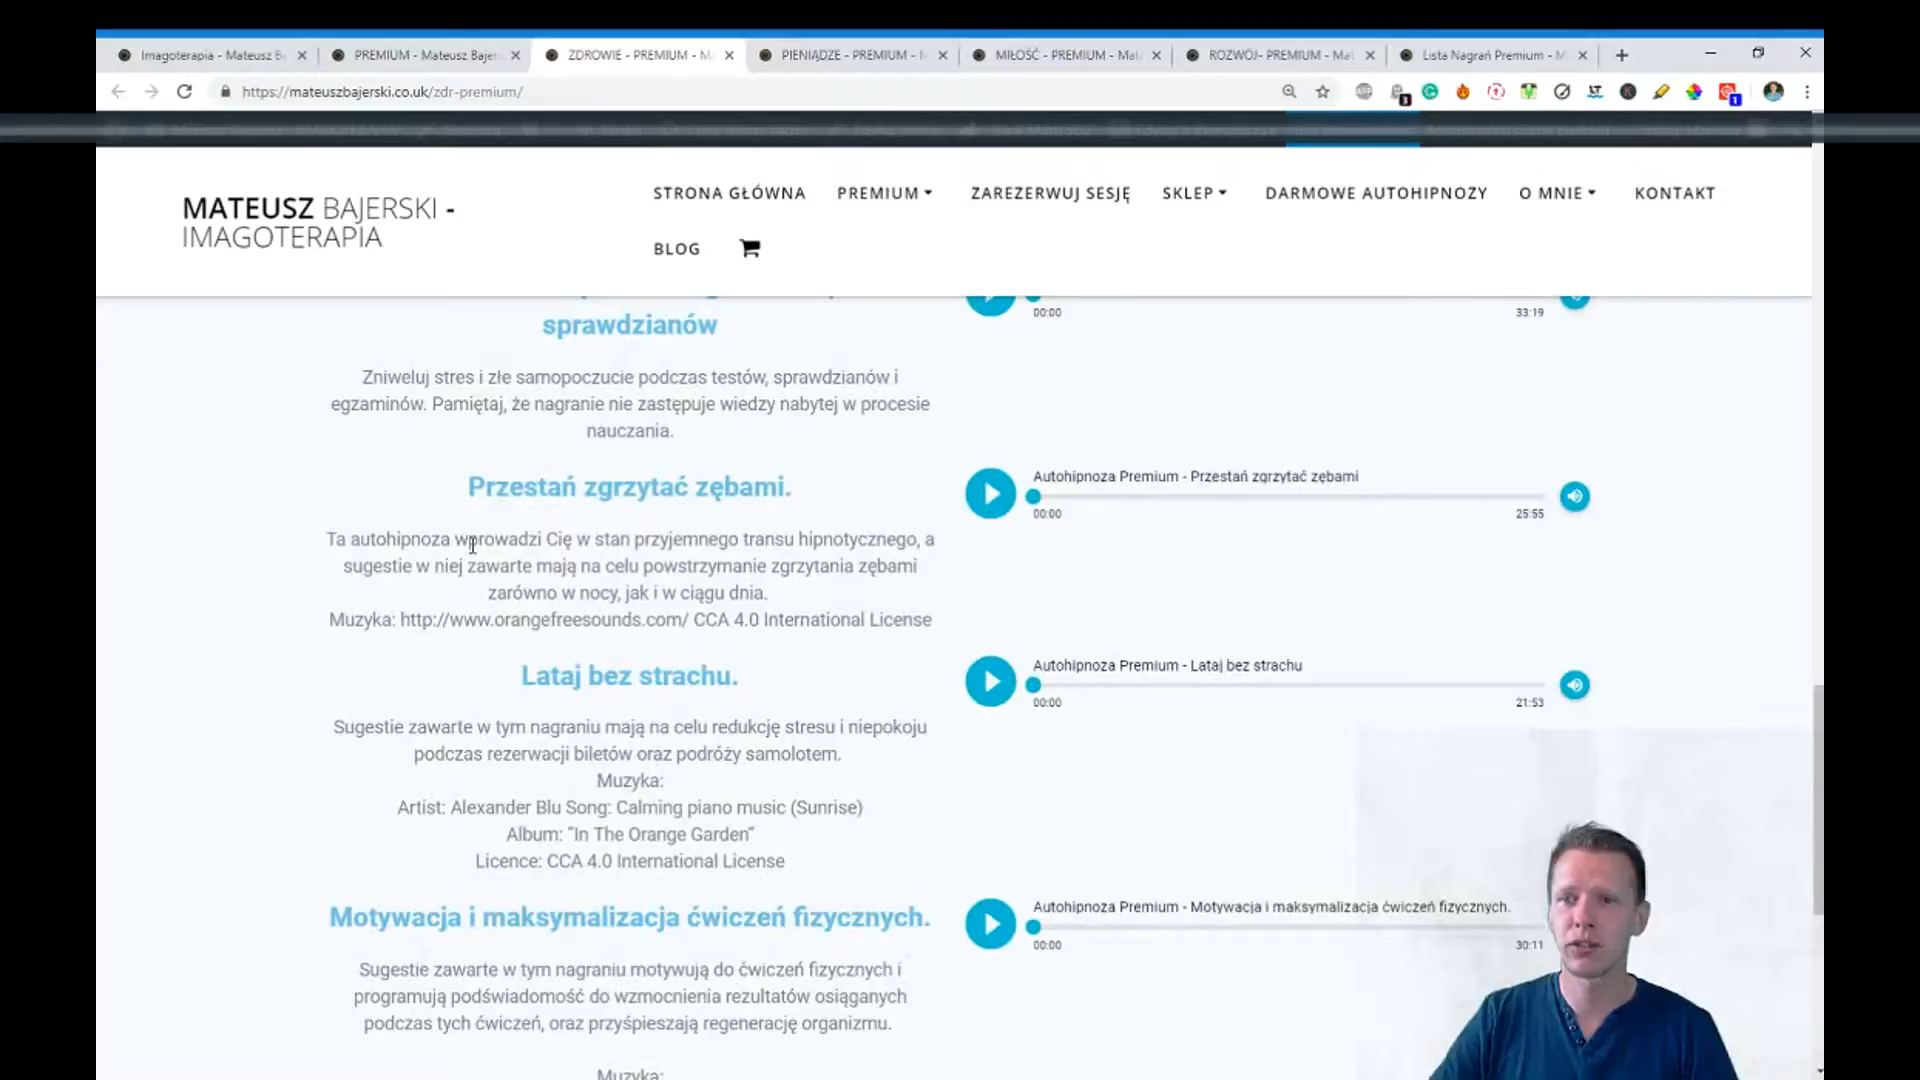 Imagoterapia - Mateusz B
PREMIUM - Mateusz Bajer
ZDROWIE - PREMIUM - M
PIENIĄDZE - PREMIUM -
MIŁOŚĆ - PREMIUM - Mat
ROZWÓJ- PREMIUM - Ma
Lista Nagrań Premium - M
https://mateuszbajerski.co.uk/zdr-premium/
MATEUSZ BAJERSKI -
IMAGOTERAPIA
STRONA GŁÓWNA
PREMIUM
ZAREZERWUJ SESJĘ
SKLEP
DARMOWE AUTOHIPNOZY
O MNIE
KONTAKT
BLOG
sprawdzianów
00:00
33:19
Zniweluj stres i złe samopoczucie podczas testów, sprawdzianów i
egzaminów. Pamiętaj, że nagranie nie zastępuje wiedzy nabytej w procesie
nauczania.
Przestań zgrzytać zębami.
Autohipnoza Premium - Przestań zgrzytać zębami
00:00
25:55
Ta autohipnoza wprowadzi Cię w stan przyjemnego transu hipnotycznego, a
sugestie w niej zawarte mają na celu powstrzymanie zgrzytania zębami
zarówno w nocy, jak i w ciągu dnia.
Muzyka: http://www.orangefreesounds.com/ CCA 4.0 International License
Lataj bez strachu.
Autohipnoza Premium - Lataj bez strachu
00:00
21:53
Sugestie zawarte w tym nagraniu mają na celu redukcję stresu i niepokoju
podczas rezerwacji biletów oraz podróży samolotem.
Muzyka:
Artist: Alexander Blu Song: Calming piano music (Sunrise)
Album: “In The Orange Garden”
Licence: CCA 4.0 International License
Motywacja i maksymalizacja ćwiczeń fizycznych.
Autohipnoza Premium - Motywacja i maksymalizacja ćwiczeń fizycznych.
00:00
30:11
Sugestie zawarte w tym nagraniu motywują do ćwiczeń fizycznych i
programują podświadomość do wzmocnienia rezultatów osiąganych
podczas tych ćwiczeń, oraz przyśpieszają regenerację organizmu.
Muzyka: